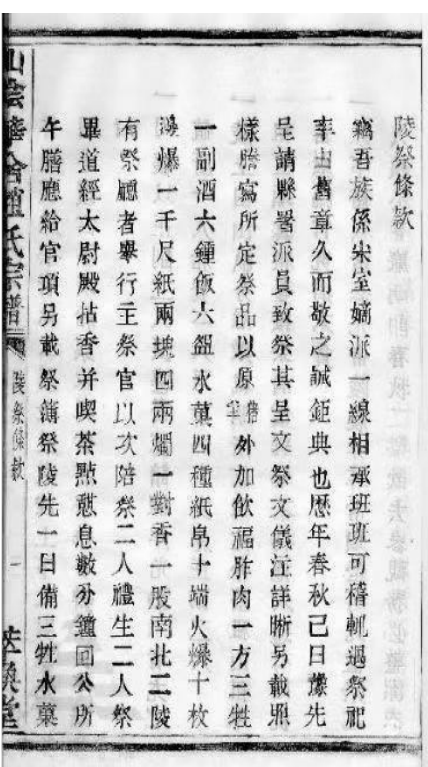 陵祭條款
竊吾族係宋室嫡派一線相承班班可稽輒遇祭祀
率由舊章久而敬之誠鉅典也歷年春秋己日豫先
呈請縣署派員致祭其呈文祭文儀注詳晰另載照
樣謄寫所定祭品以原外加飲福胙肉一方三牲
一副酒六鍾飯六盌水菓四種紙帛十端火爆十枚
爆一千尺紙兩塊四兩燭一對香一股南北二陵
有祭廳者舉行主祭官以次陪祭二人禮生二人祭
畢道經太尉殿拈香并喫茶點憩息數分鐘回公所
午膳應給官項另載祭簿祭陵先一日備三牲水菓
山陰華舍趙氏宗譜
陵祭條款
一
堂